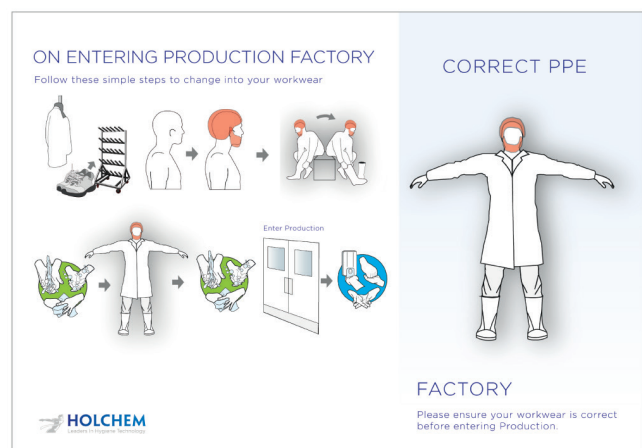 ON ENTERING PRODUCTION FACTORY
Follow these simple steps to change into your workwear
Enter Production
HOLCHEM
Leaders in Hygiene Technology
CORRECT PPE
FACTORY
Please ensure your workwear is correct
before entering Production.